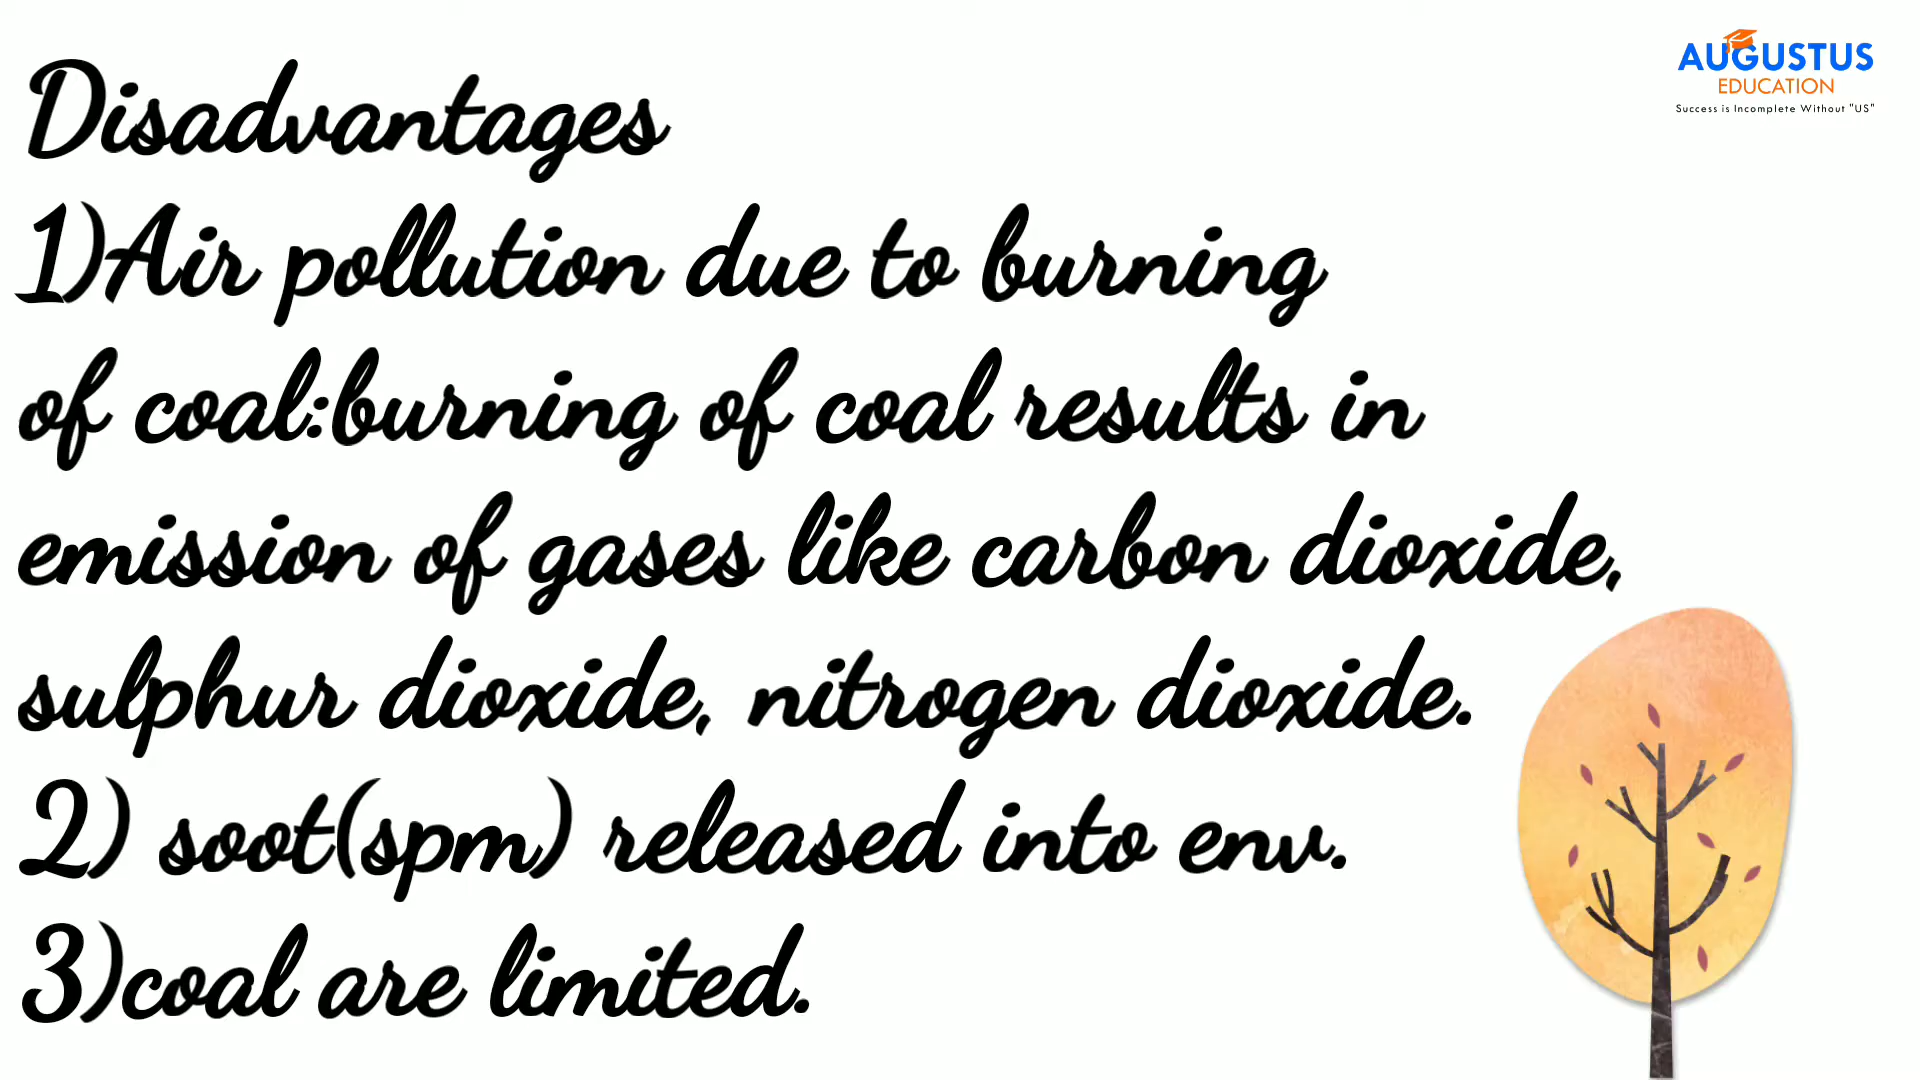 AUGUSTUS
EDUCATION
Success is Incomplete Without "US"
Disadvantages
1)Air pollution due to burning
of coal:burning of coal results in
emission of gases like carbon dioxide,
sulphur dioxide, nitrogen dioxide.
2) soot(spm) released into env.
3)coal are limited.